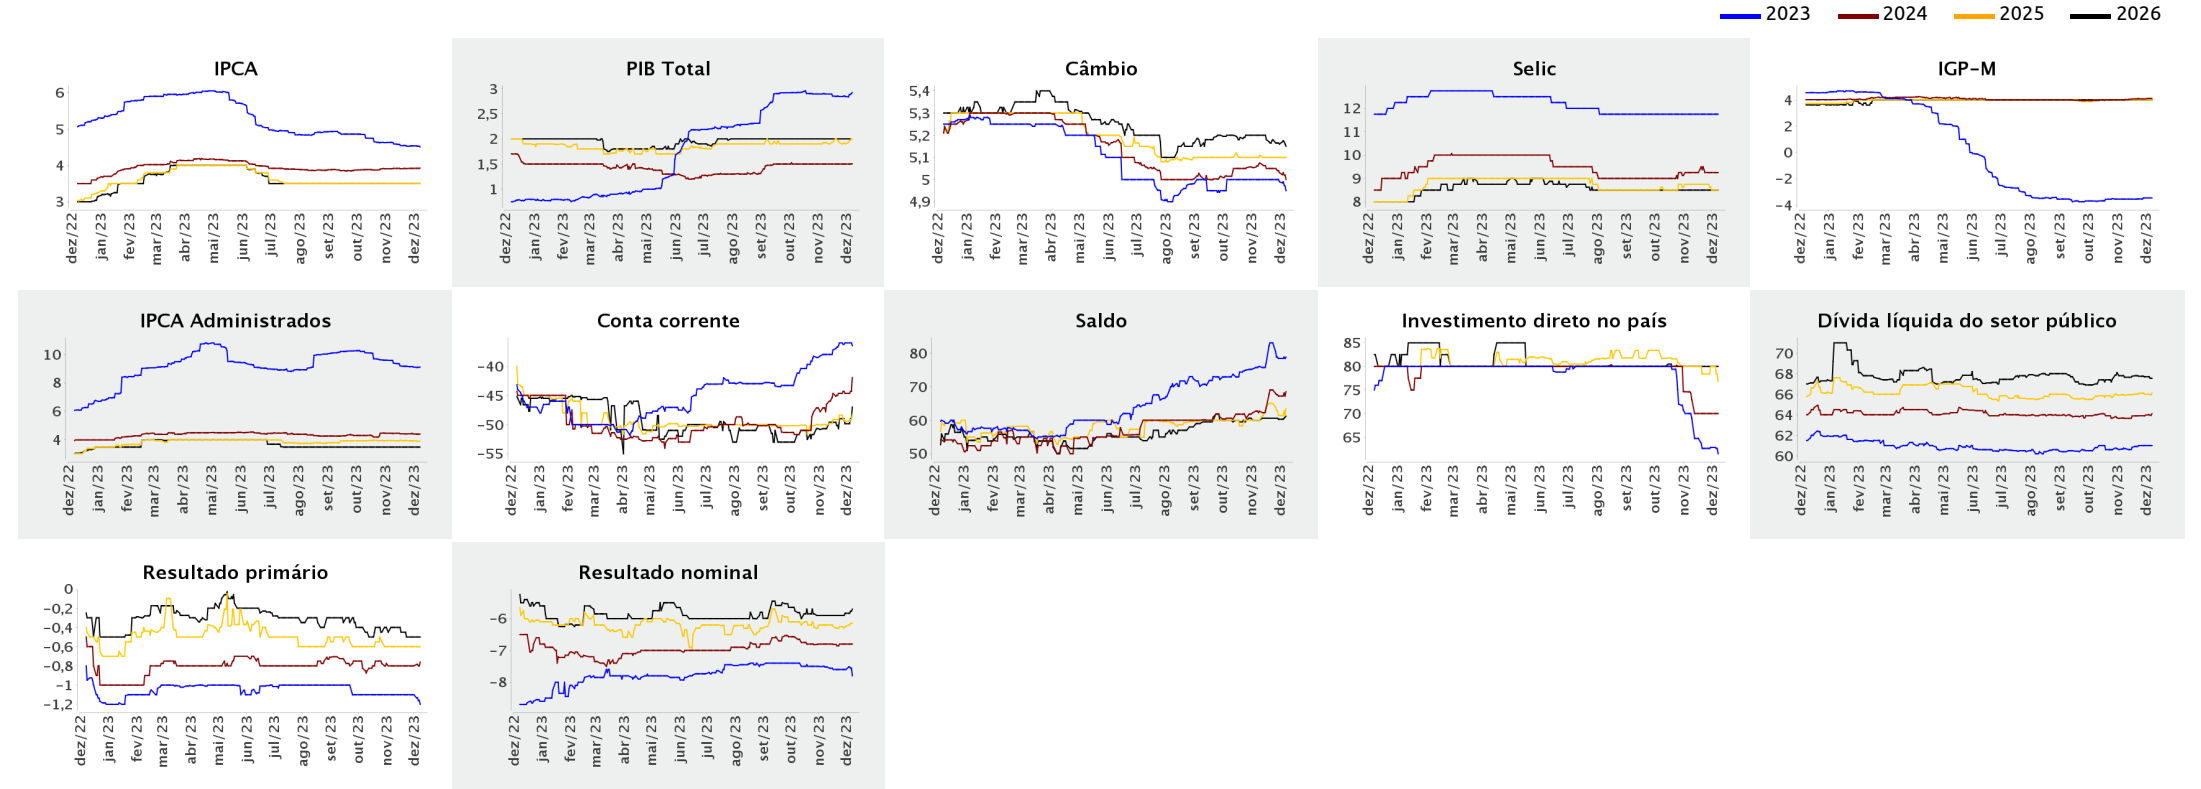 2023 2024 2025 2026
IPCA
6
5
4
3
dez/22 jan/23 fev/23 mar/23 abr/23 mai/23 jun/23 jul/23 ago/23 set/23 out/23 nov/23 dez/23
PIB Total
3
2,5
2
1,5
1
dez/22 jan/23 fev/23 mar/23 abr/23 mai/23 jun/23 jul/23 ago/23 set/23 out/23 nov/23 dez/23
Câmbio
5,4
5,3
5,2
5,1
5
4,9
dez/22 jan/23 fev/23 mar/23 abr/23 mai/23 jun/23 jul/23 ago/23 set/23 out/23 nov/23 dez/23
Selic
12
11
10
9
8
dez/22 jan/23 fev/23 mar/23 abr/23 mai/23 jun/23 jul/23 ago/23 set/23 out/23 nov/23 dez/23
IGP-M
4
2
0
-2
-4
dez/22 jan/23 fev/23 mar/23 abr/23 mai/23 jun/23 jul/23 ago/23 set/23 out/23 nov/23 dez/23
IPCA Administrados
10
8
6
4
dez/22 jan/23 fev/23 mar/23 abr/23 mai/23 jun/23 jul/23 ago/23 set/23 out/23 nov/23 dez/23
Conta corrente
-40
-45
-50
-55
dez/22 jan/23 fev/23 mar/23 abr/23 mai/23 jun/23 jul/23 ago/23 set/23 out/23 nov/23 dez/23
Saldo
80
70
60
50
dez/22 jan/23 fev/23 mar/23 abr/23 mai/23 jun/23 jul/23 ago/23 set/23 out/23 nov/23 dez/23
Investimento direto no país
85
80
75
70
65
dez/22 jan/23 fev/23 mar/23 abr/23 mai/23 jun/23 jul/23 ago/23 set/23 out/23 nov/23 dez/23
Dívida líquida do setor público
70
68
66
64
62
60
dez/22 jan/23 fev/23 mar/23 abr/23 mai/23 jun/23 jul/23 ago/23 set/23 out/23 nov/23 dez/23
Resultado primário
0
-0,2
-0,4
-0,6
-0,8
-1
-1,2
dez/22 jan/23 fev/23 mar/23 abr/23 mai/23 jun/23 jul/23 ago/23 set/23 out/23 nov/23 dez/23
Resultado nominal
-6
-7
-8
dez/22 jan/23 fev/23 mar/23 abr/23 mai/23 jun/23 jul/23 ago/23 set/23 out/23 nov/23 dez/23